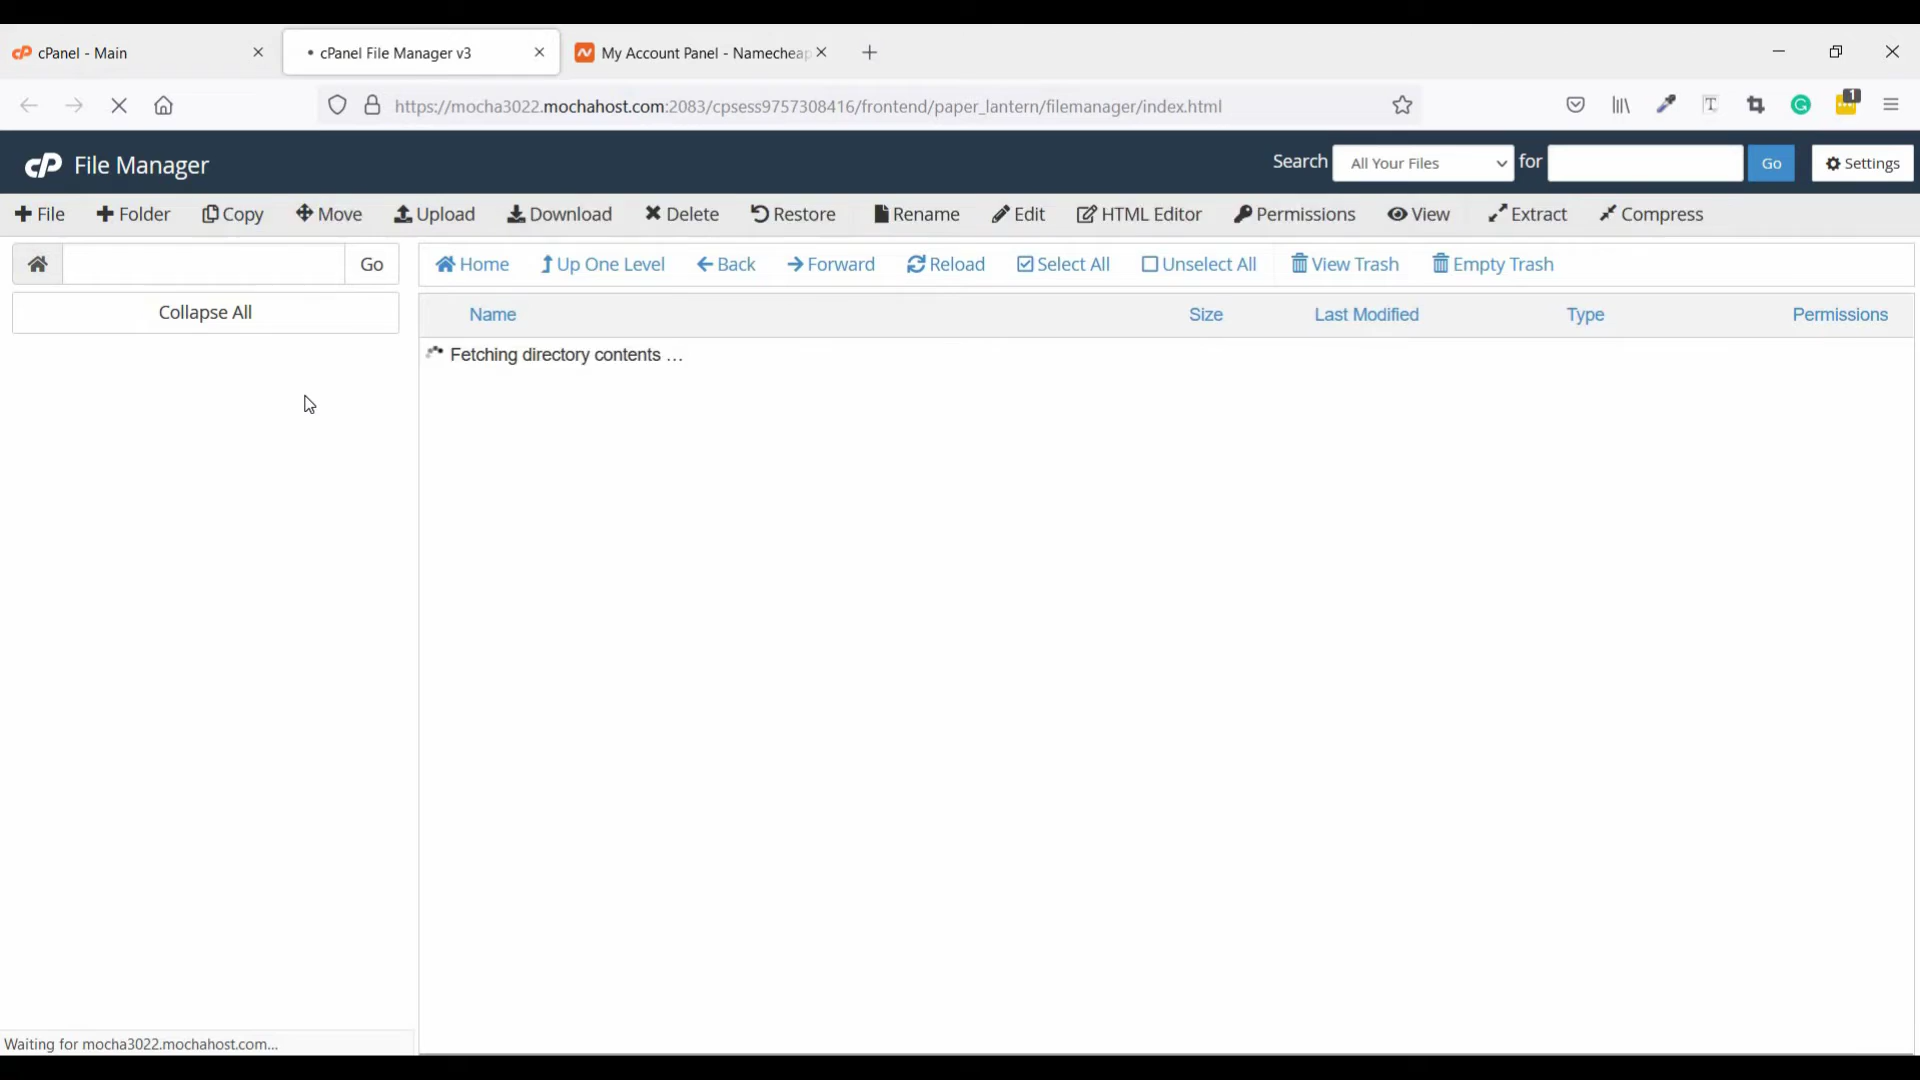 cPanel - Main
cPanel File Manager v3
My Account Panel - Namecheap
https://mocha3022.mochahost.com:2083/cpsess9757308416/frontend/paper_lantern/filemanager/index.html
1
cP File Manager
Search All Your Files for Go Settings
File Folder Copy Move Upload Download Delete Restore Rename Edit HTML Editor Permissions View Extract Compress
Go Home Up One Level Back Forward Reload Select All Unselect All View Trash Empty Trash
Collapse All
Name Size Last Modified Type Permissions
Fetching directory contents ...
Waiting for mocha3022.mochahost.com...